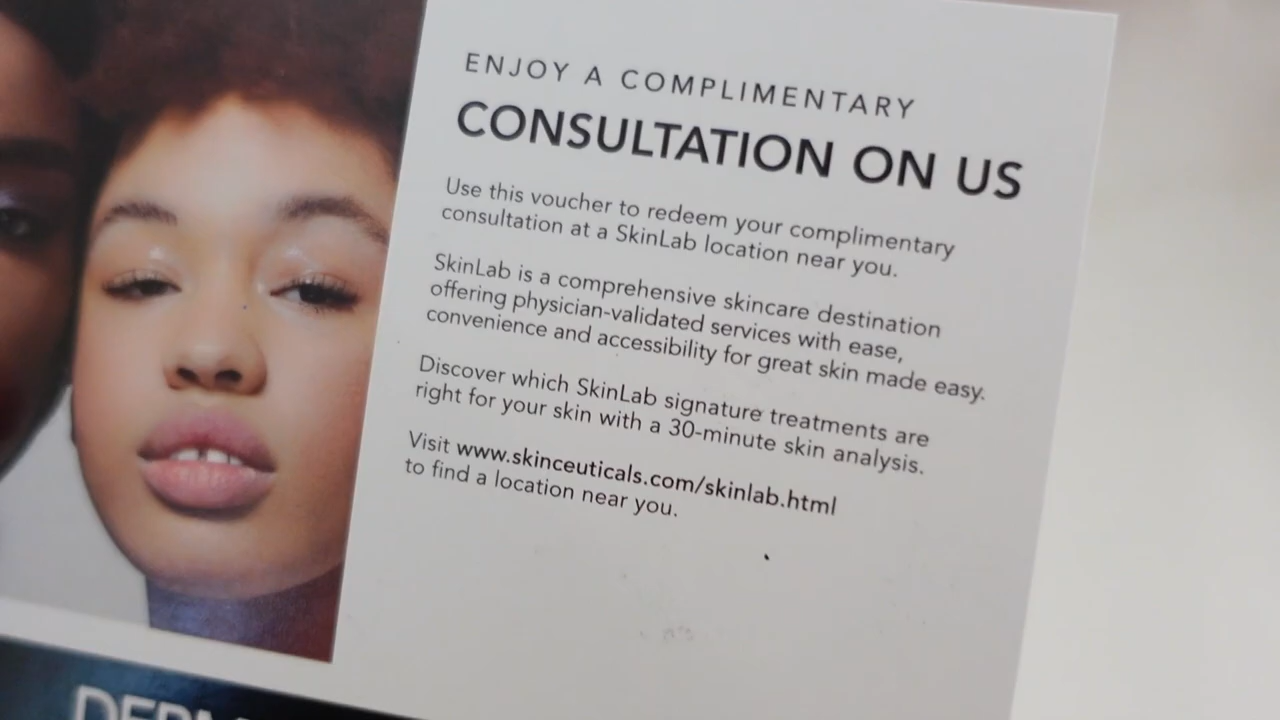 ENJOY A COMPLIMENTARY
CONSULTATION ON US
Use this voucher to redeem your complimentary
consultation at a SkinLab location near you.
SkinLab is a comprehensive skincare destination
offering physician-validated services with ease,
convenience and accessibility for great skin made easy.
Discover which SkinLab signature treatments are
right for your skin with a 30-minute skin analysis.
Visit www.skinceuticals.com/skinlab.html
to find a location near you.